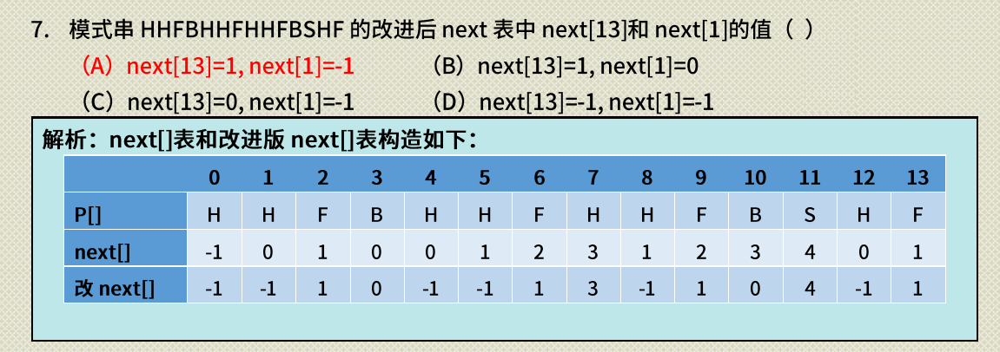 7. 模式串 HHFBHHFHHFBSHF 的改进后 next 表中 next[13]和 next[1]的值（ ）
（A）next[13]=1, next[1]=-1 （B）next[13]=1, next[1]=0
（C）next[13]=0, next[1]=-1 （D）next[13]=-1, next[1]=-1
解析：next[]表和改进版 next[]表构造如下：
0 1 2 3 4 5 6 7 8 9 10 11 12 13
P[] H H F B H H F H H F B S H F
next[] -1 0 1 0 0 1 2 3 1 2 3 4 0 1
改 next[] -1 -1 1 0 -1 -1 1 3 -1 1 0 4 -1 1